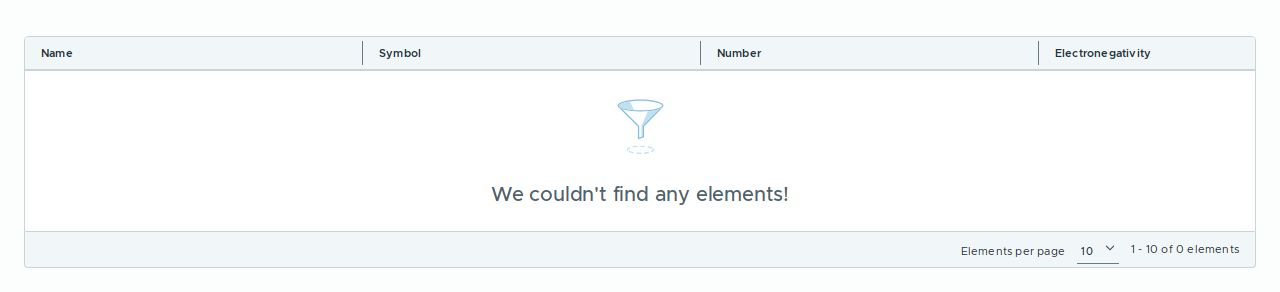 Name Symbol Number Electronegativity
We couldn't find any elements!
Elements per page 10 1 - 10 of 0 elements